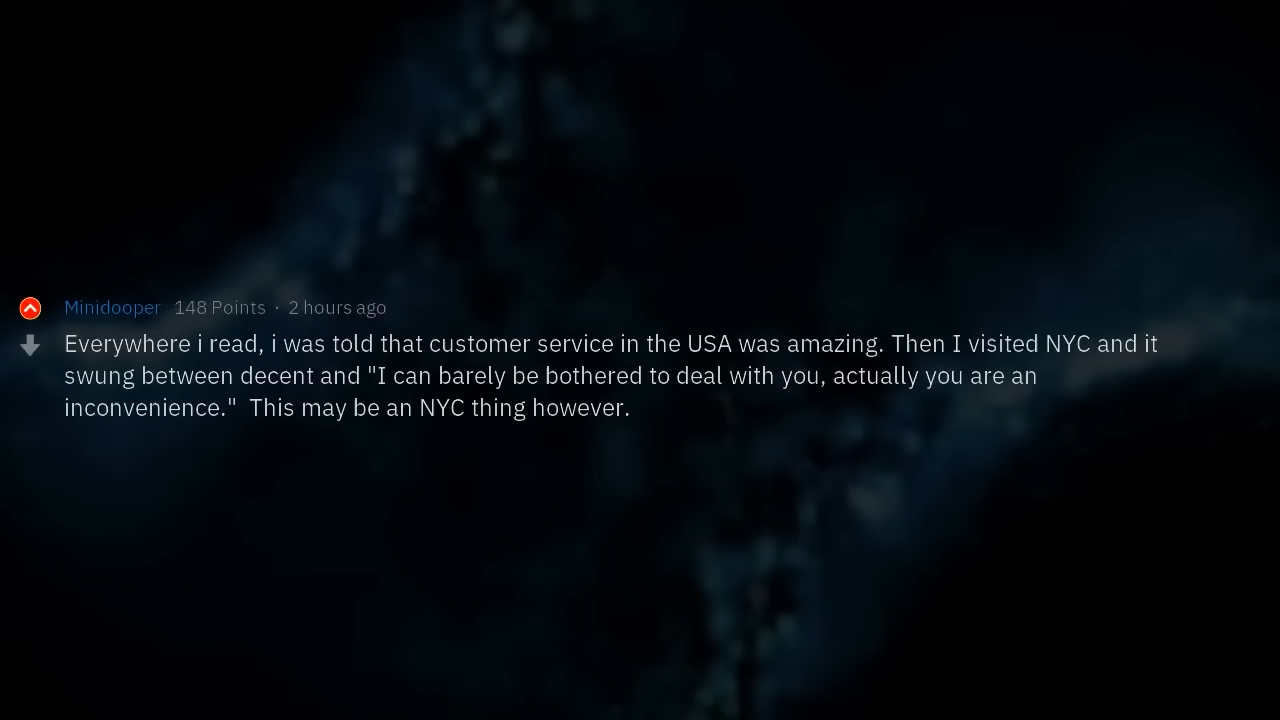 Minidooper 148 Points · 2 hours ago
Everywhere i read, i was told that customer service in the USA was amazing. Then I visited NYC and it
swung between decent and "I can barely be bothered to deal with you, actually you are an
inconvenience."  This may be an NYC thing however.